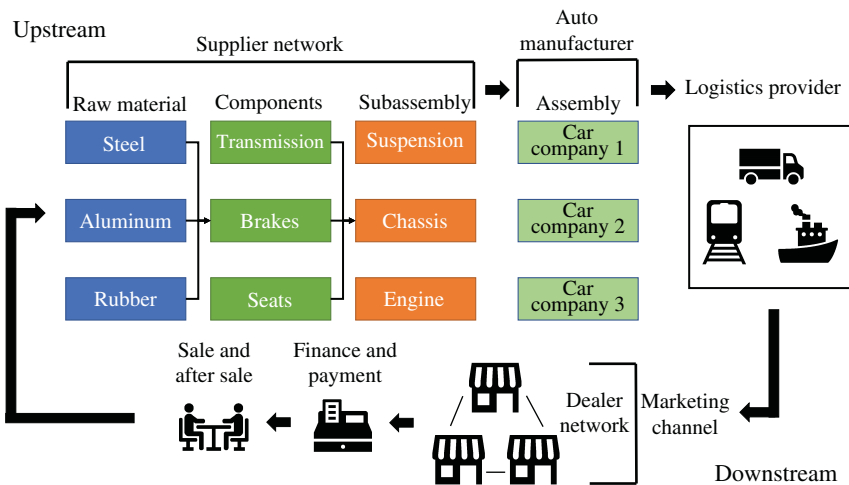 Upstream
Supplier network
Auto
manufacturer
Raw material
Components
Subassembly
Assembly
Logistics provider
Steel
Transmission
Suspension
Car
company 1
Aluminum
Brakes
Chassis
Car
company 2
Rubber
Seats
Engine
Car
company 3
Sale and
after sale
Finance and
payment
Dealer
network
Marketing
channel
Downstream